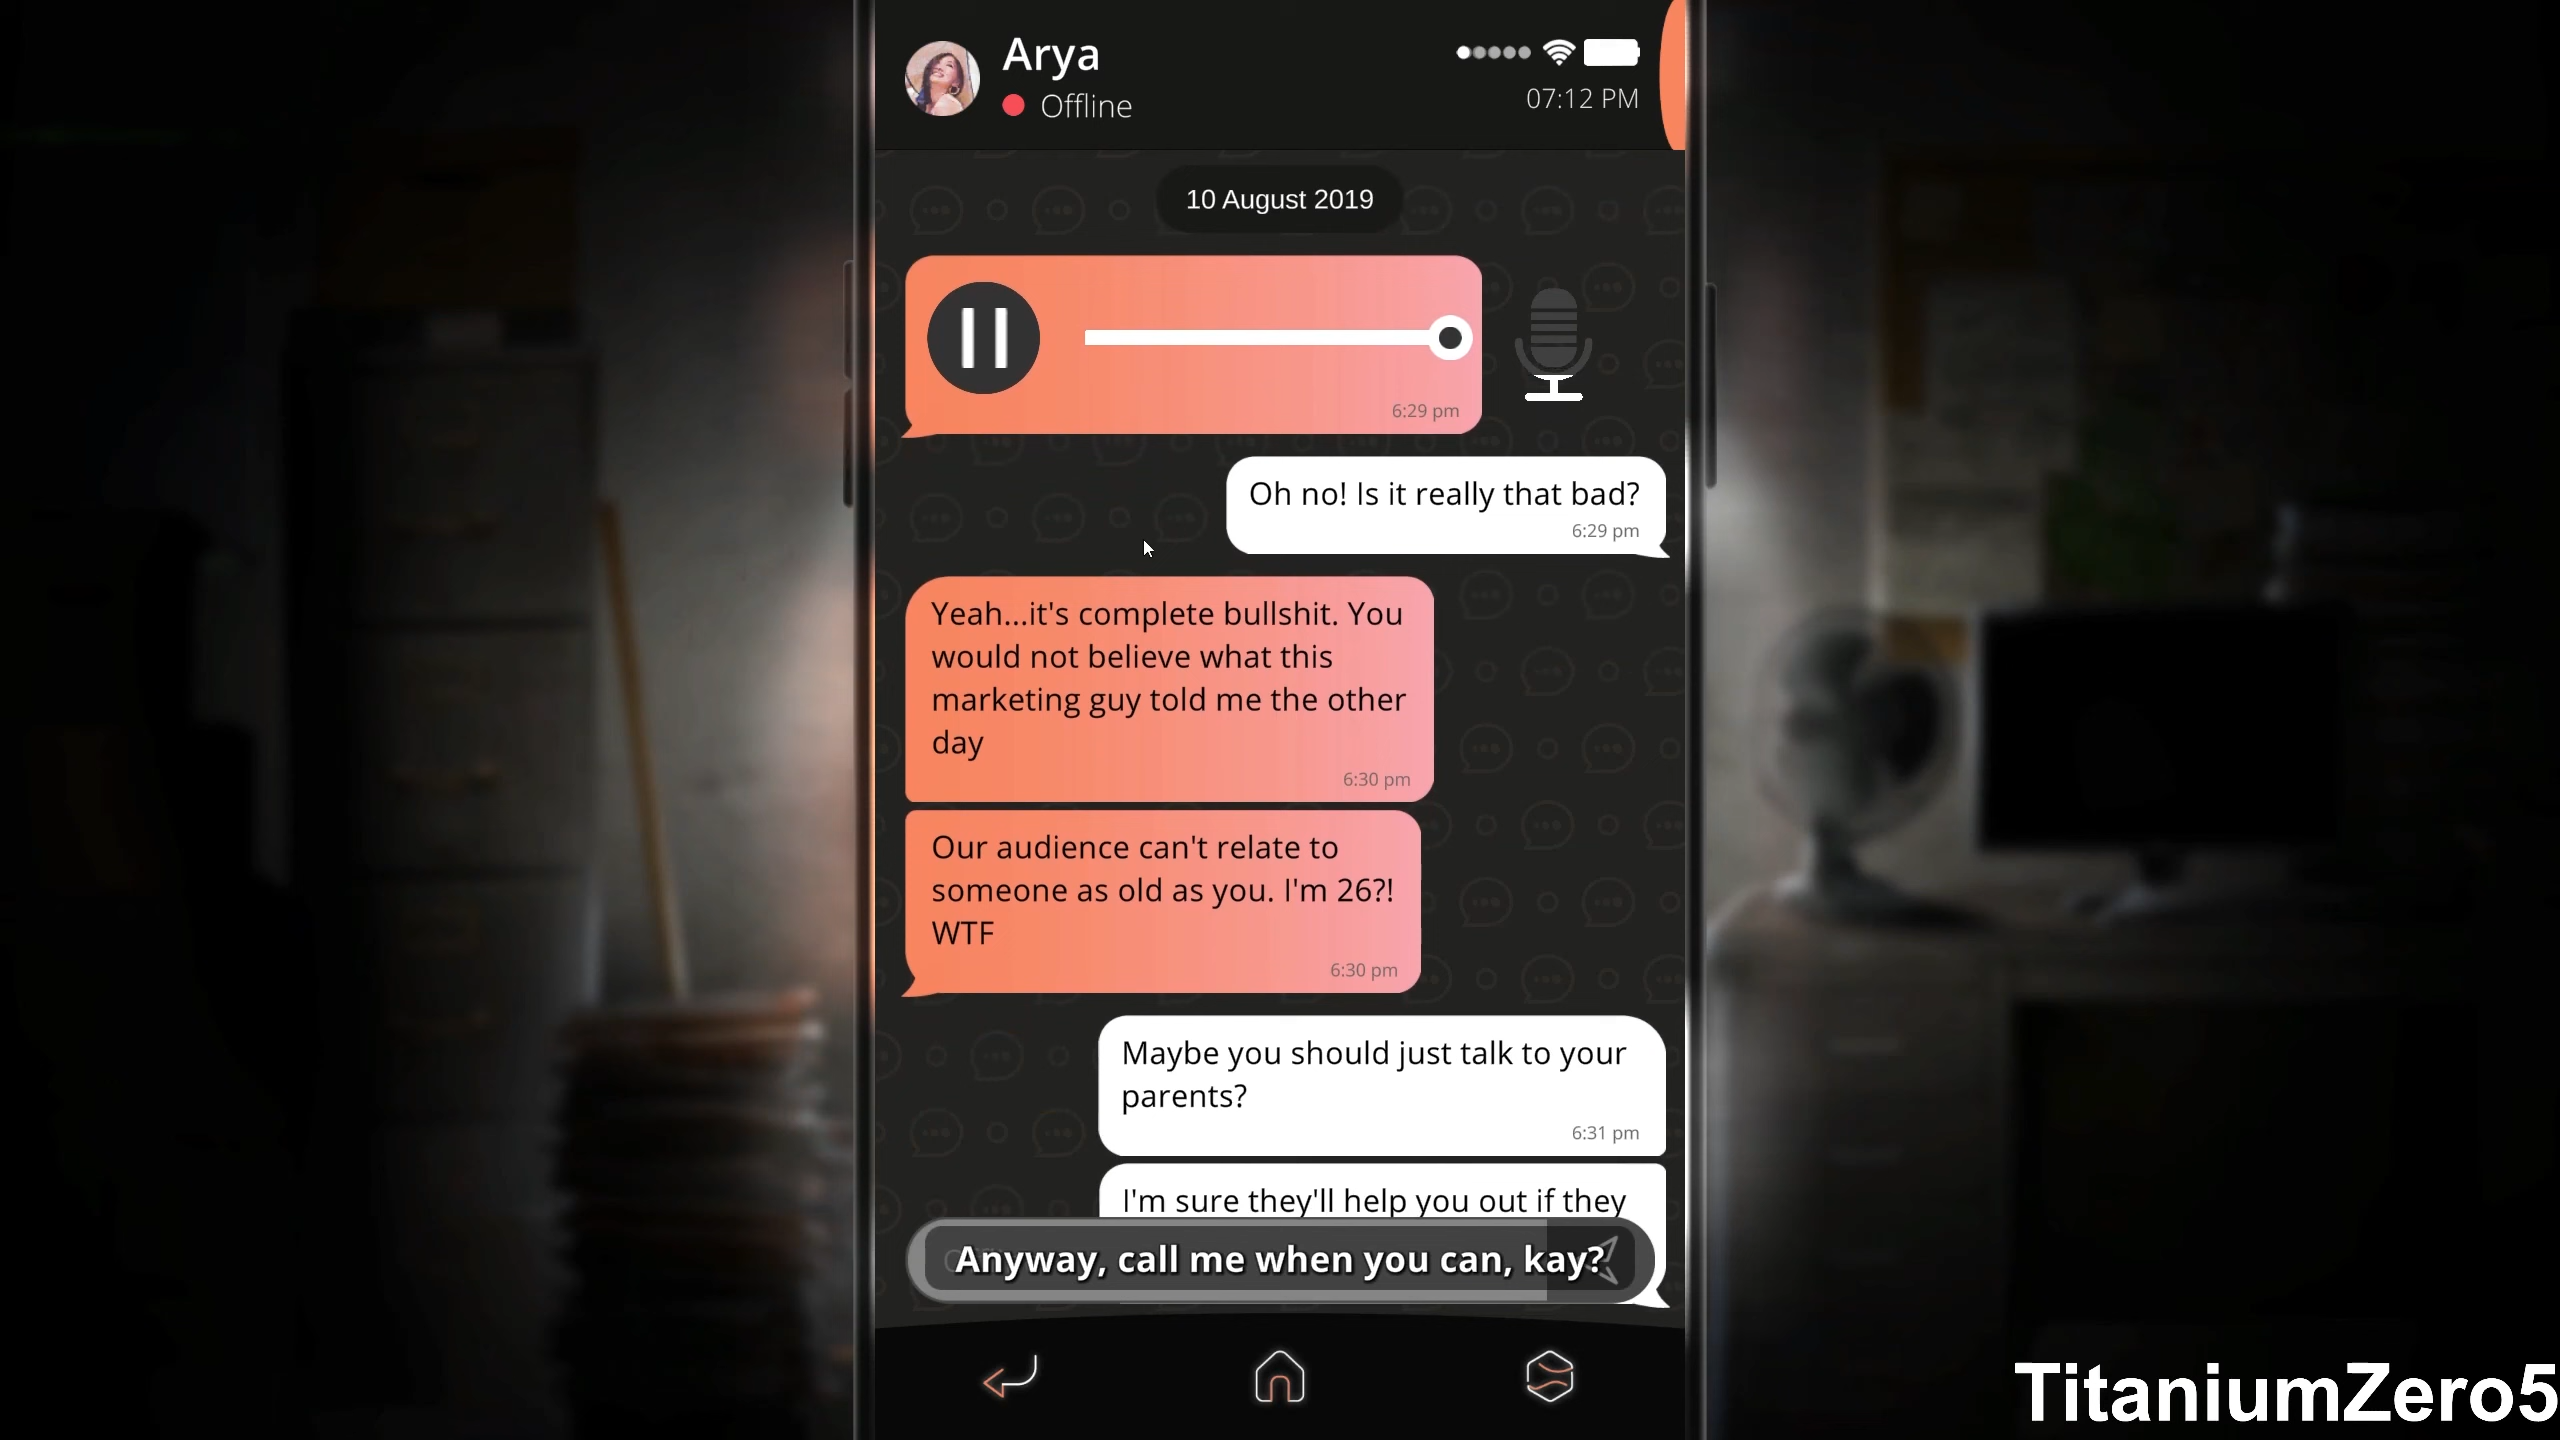 Arya
Offline
07:12 PM
10 August 2019
6:29 pm
Oh no! Is it really that bad?
6:29 pm
Yeah...it's complete bullshit. You
would not believe what this
marketing guy told me the other
day
6:30 pm
Our audience can't relate to
someone as old as you. I'm 26?!
WTF
6:30 pm
Maybe you should just talk to your
parents?
6:31 pm
I'm sure they'll help you out if they
Anyway, call me when you can, kay?
TitaniumZero5